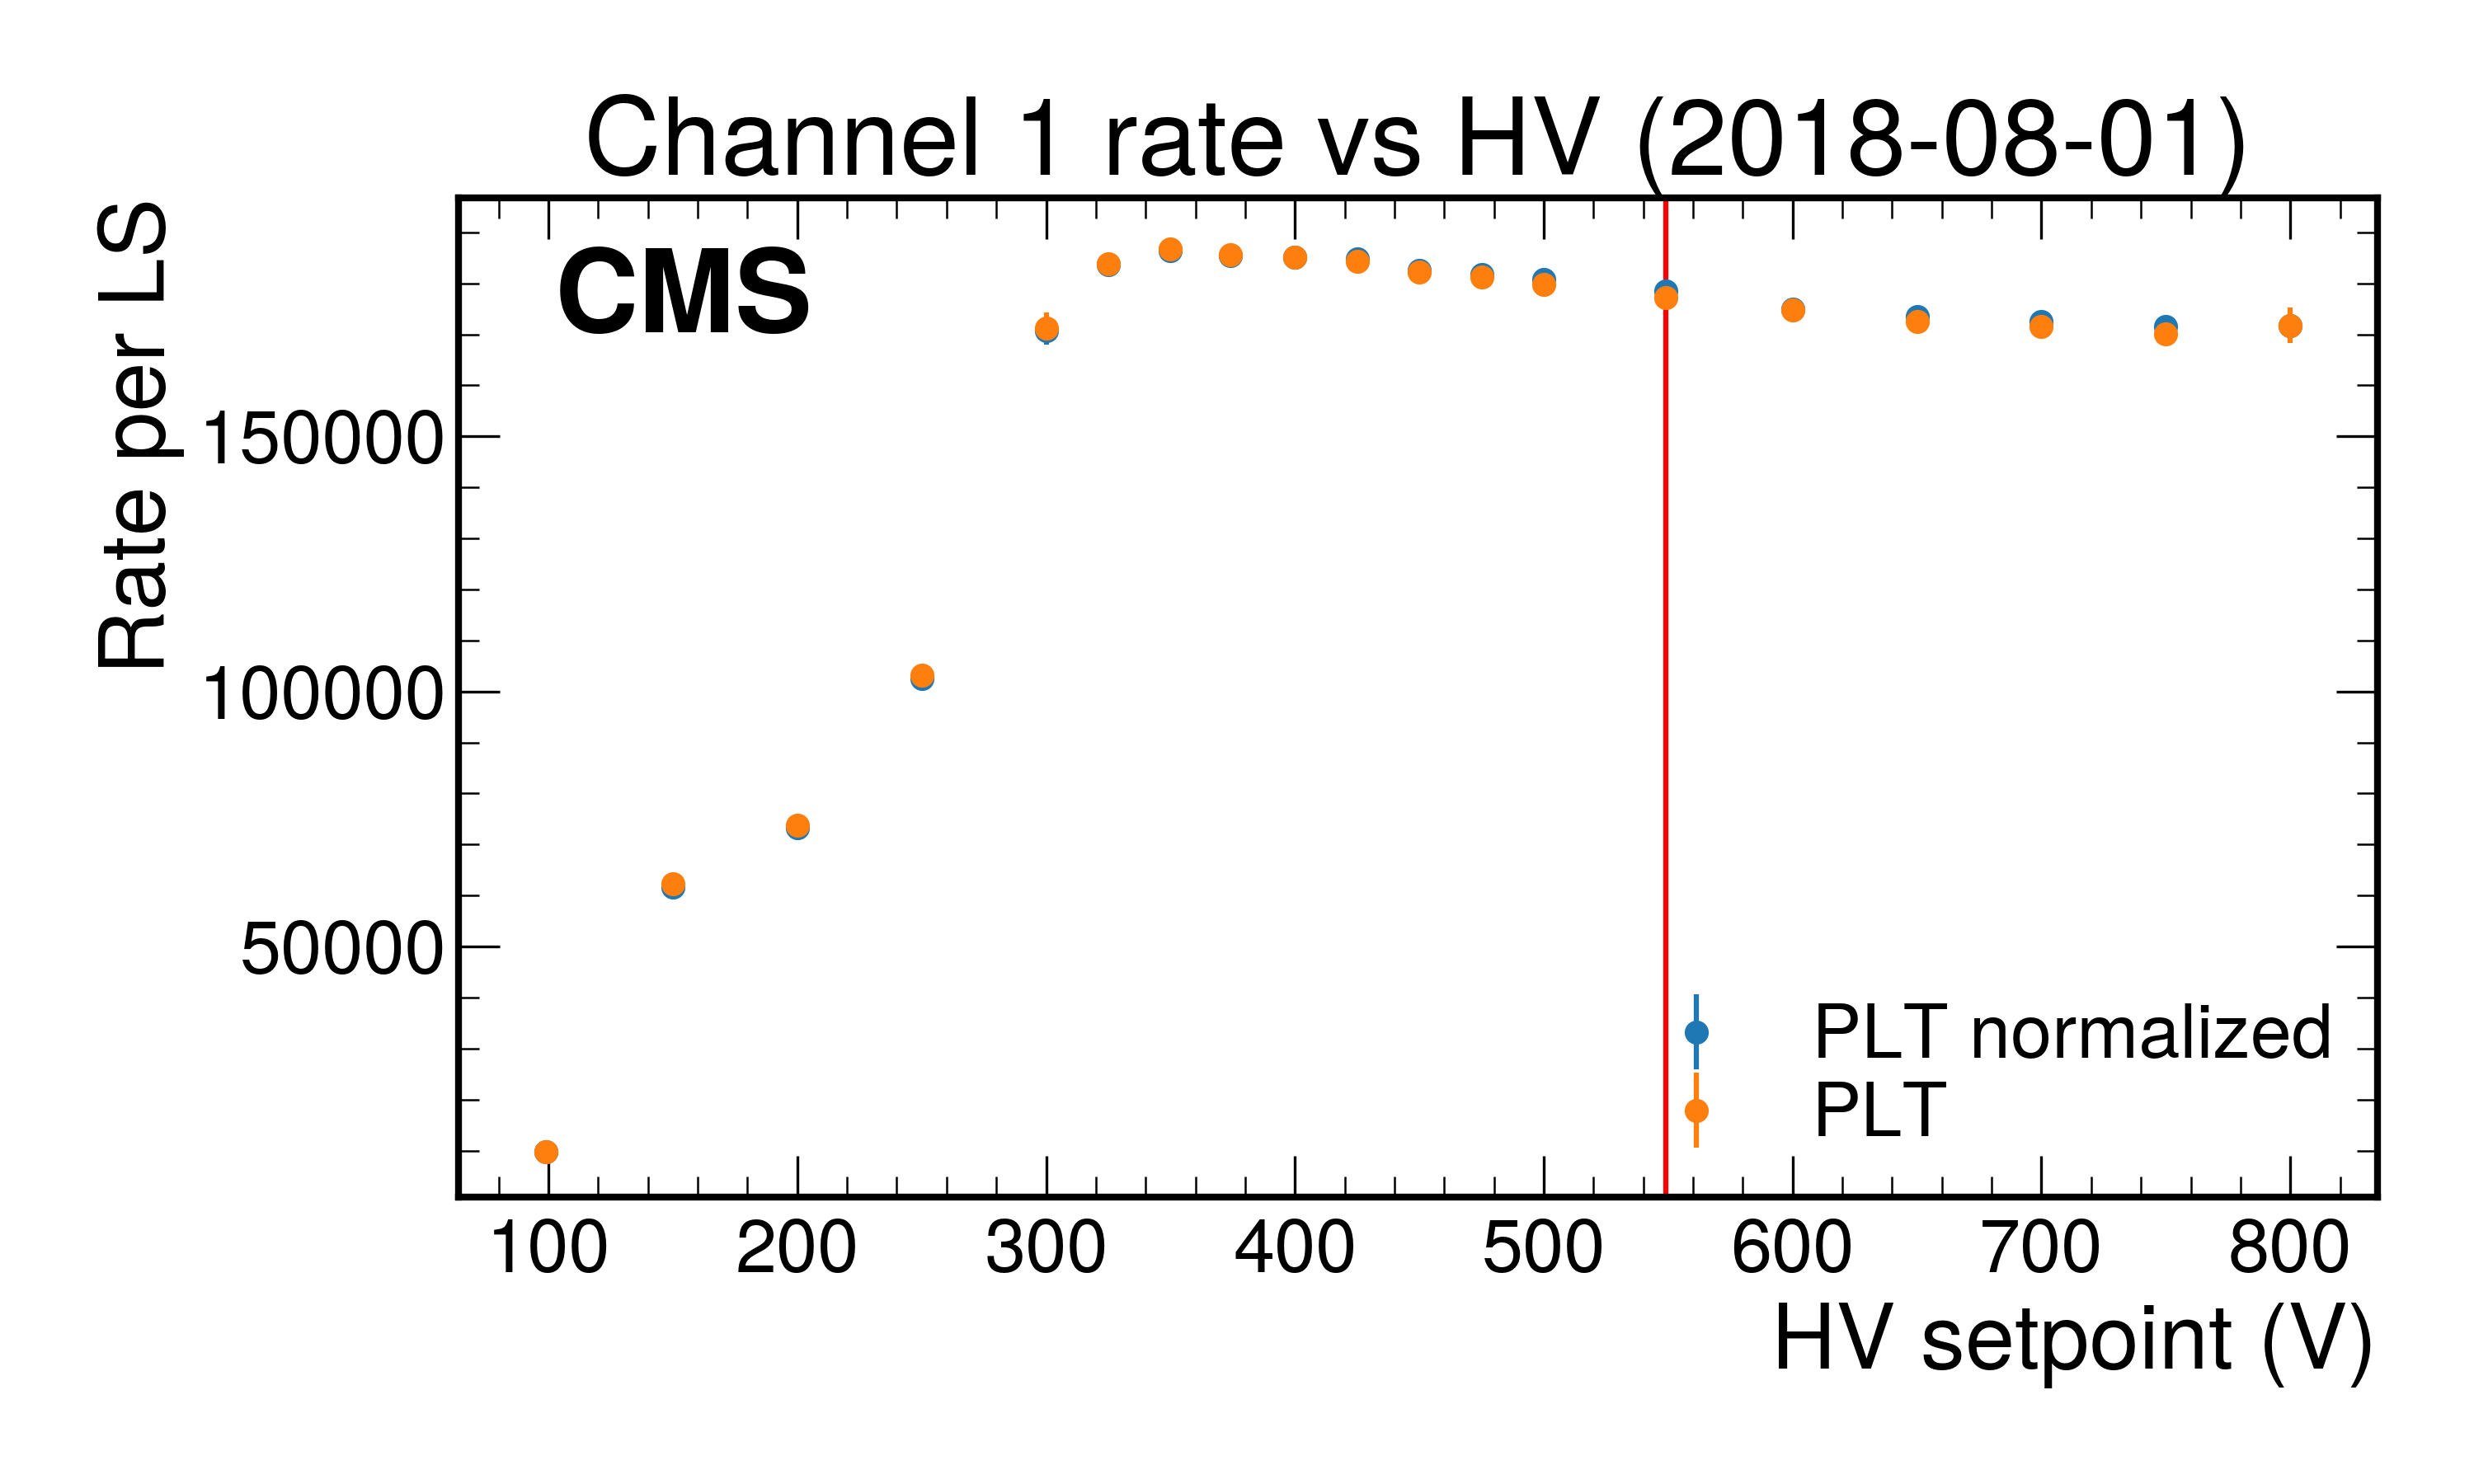 Channel 1 rate vs HV (2018-08-01)
CMS
Rate per LS
150000
100000
50000
PLT normalized
PLT
100 200 300 400 500 600 700 800
HV setpoint (V)